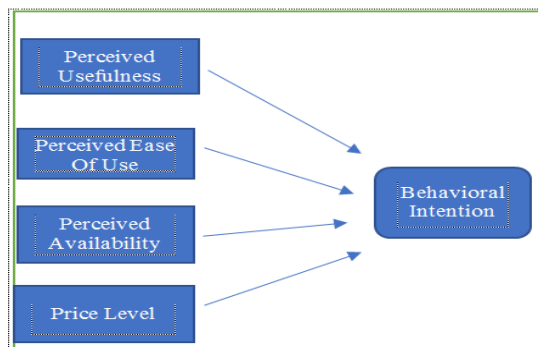 Perceived
Usefulness
Perceived Ease
Of Use
Perceived
Availability
Price Level
Behavioral
Intention